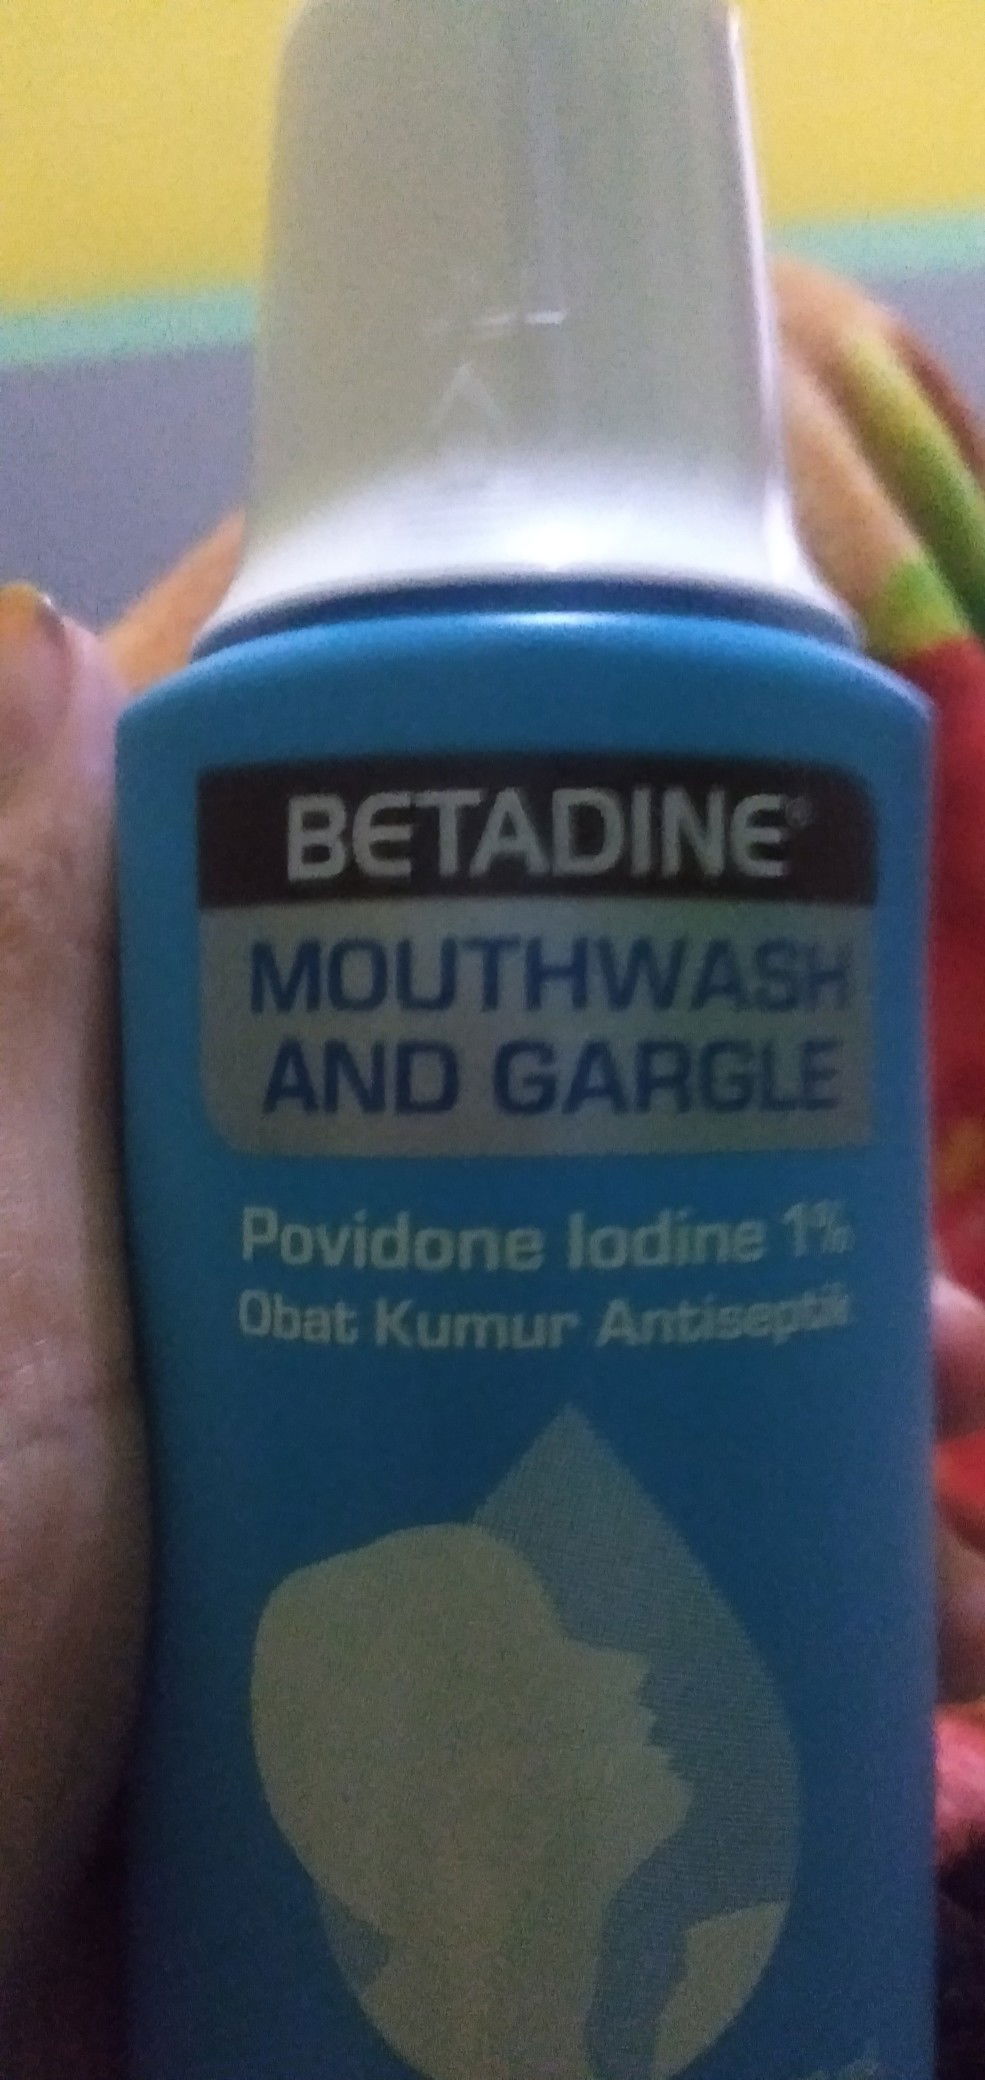 BETADINE®
MOUTHWASH
AND GARGLE
Povidone Iodine 1%
Obat Kumur Antiseptik